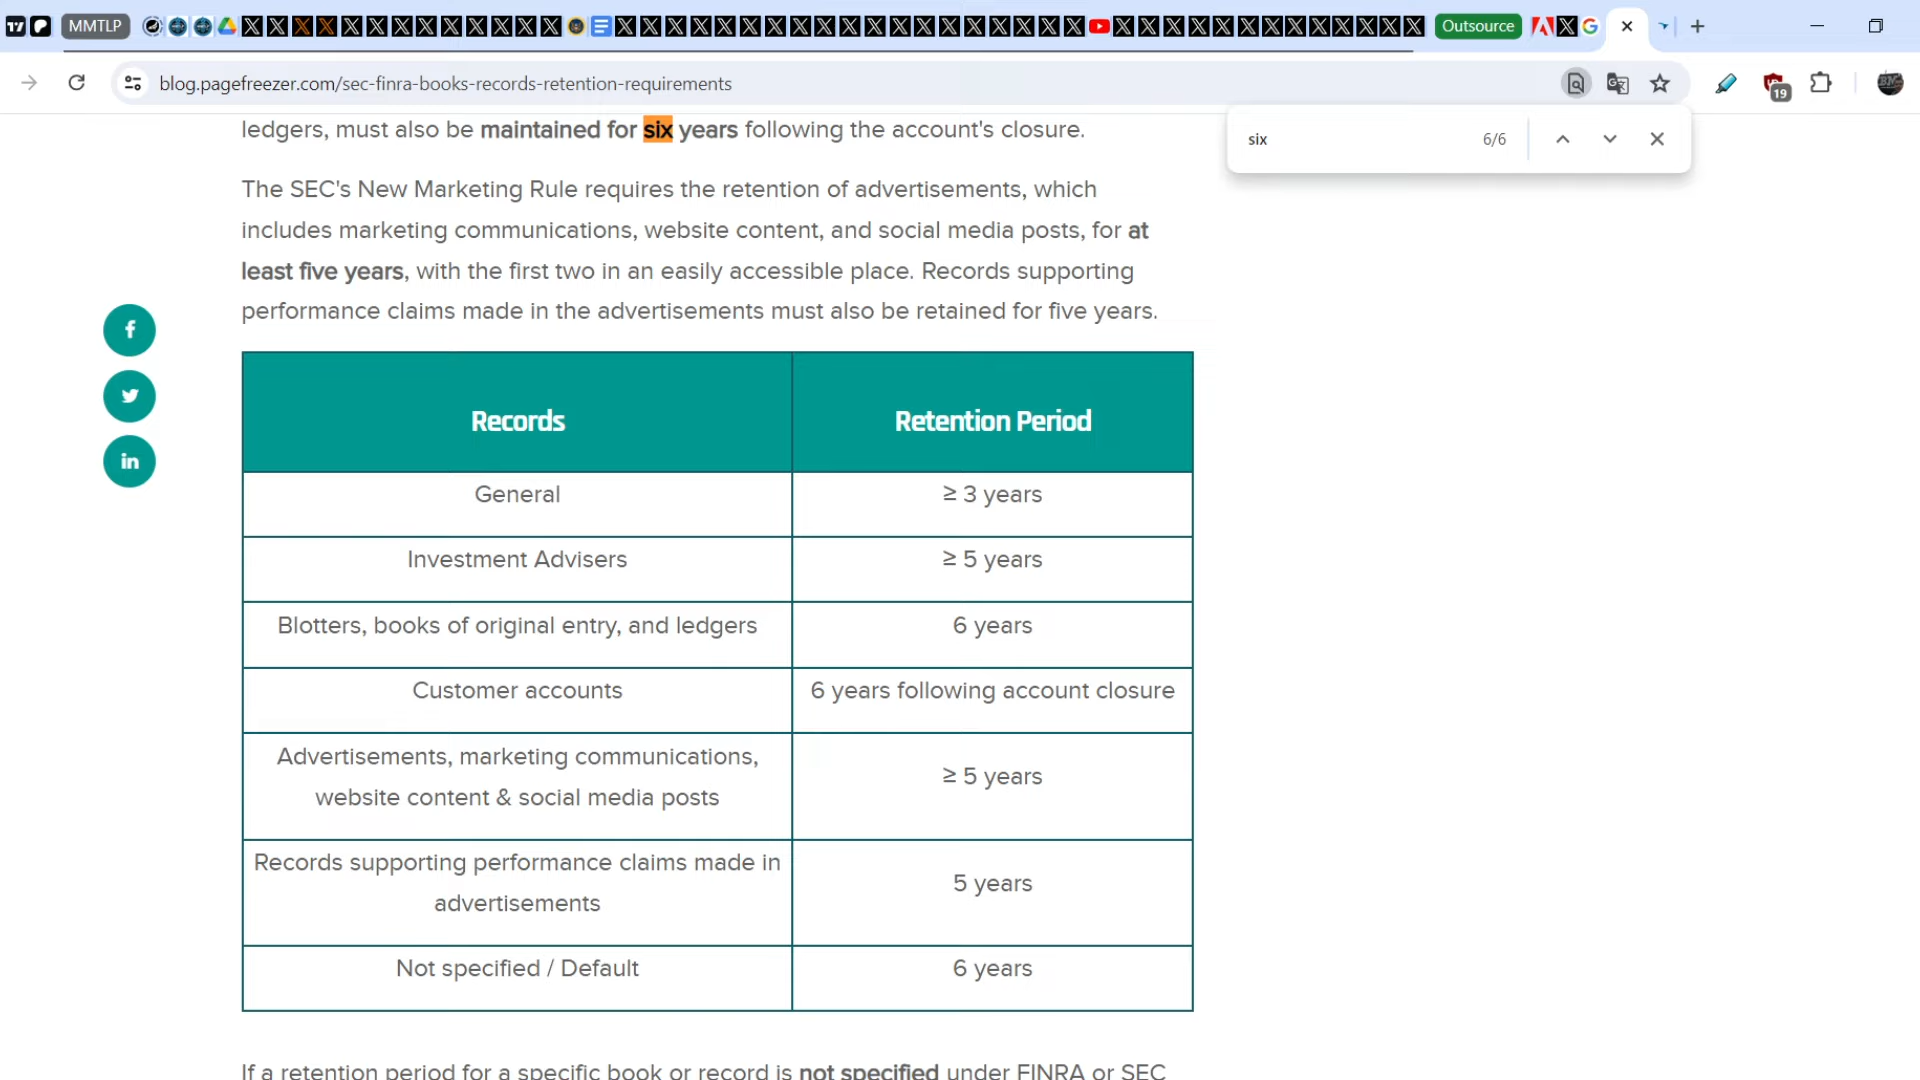 MMTLP
Outsource
blog.pagefreezer.com/sec-finra-books-records-retention-requirements
19
six
6/6
ledgers, must also be maintained for six years following the account's closure.
The SEC's New Marketing Rule requires the retention of advertisements, which
includes marketing communications, website content, and social media posts, for at
least five years, with the first two in an easily accessible place. Records supporting
performance claims made in the advertisements must also be retained for five years.
Records
Retention Period
General
≥ 3 years
Investment Advisers
≥ 5 years
Blotters, books of original entry, and ledgers
6 years
Customer accounts
6 years following account closure
Advertisements, marketing communications,
website content & social media posts
≥ 5 years
Records supporting performance claims made in
advertisements
5 years
Not specified / Default
6 years
If a retention period for a specific book or record is not specified under FINRA or SEC